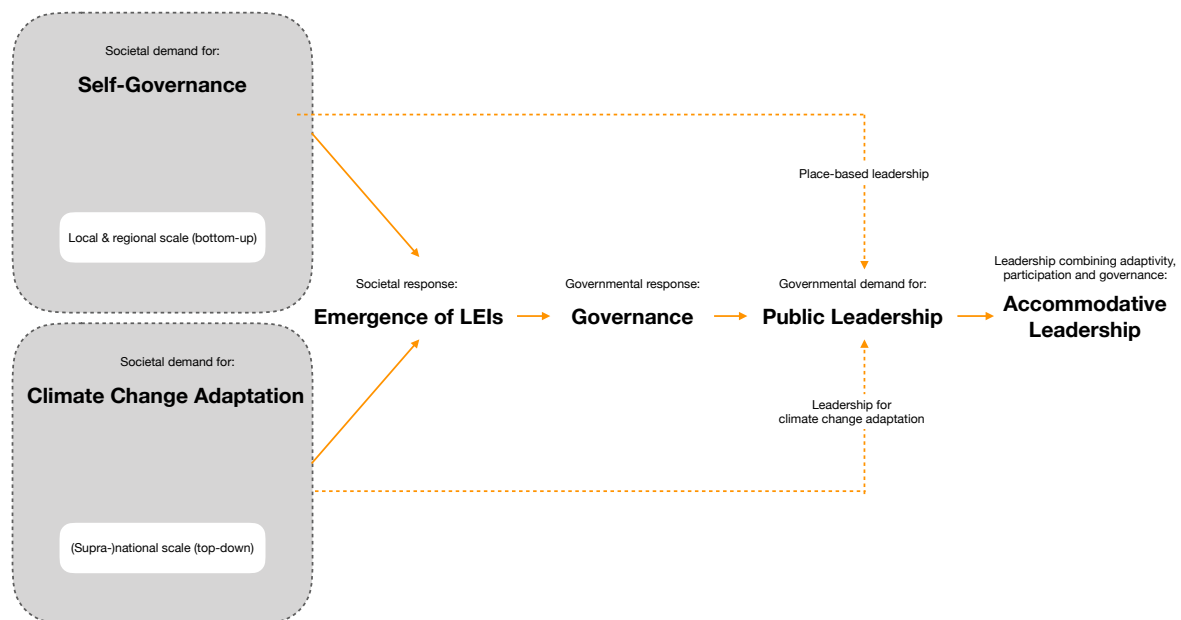 Societal demand for:
Self-Governance
Local & regional scale (bottom-up)
Societal demand for:
Climate Change Adaptation
(Supra-)national scale (top-down)
Societal response:
Emergence of LEIs
Governmental response:
Governance
Place-based leadership
Governmental demand for:
Public Leadership
Leadership for
climate change adaptation
Leadership combining adaptivity,
participation and governance:
Accommodative
Leadership